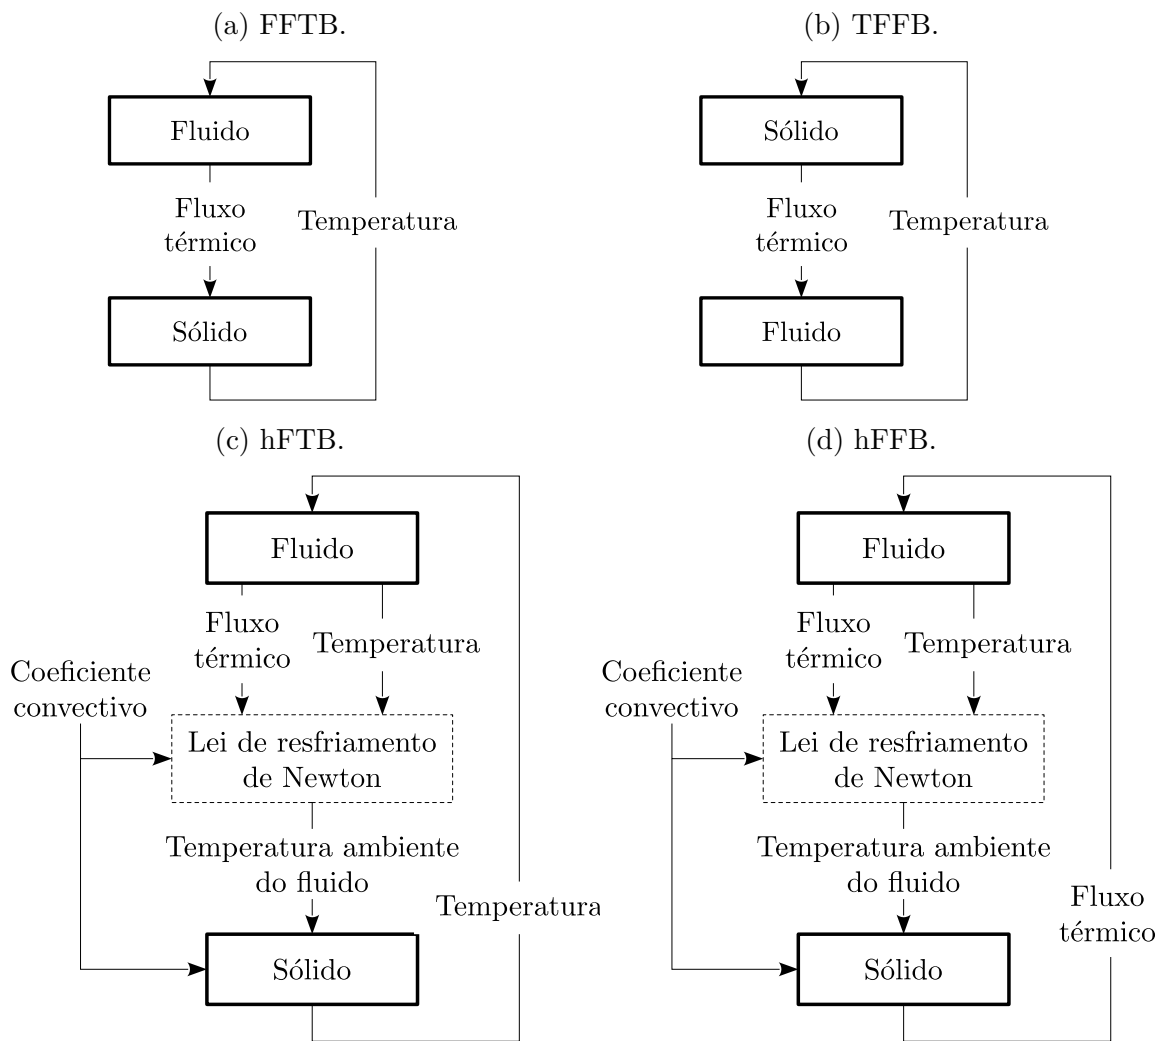 (a) FFTB.
Fluido
Fluxo
térmico
Temperatura
Sólido
(b) TFFB.
Sólido
Fluxo
térmico
Temperatura
Fluido
(c) hFTB.
Fluido
Fluxo
térmico
Temperatura
Coeficiente
convectivo
Lei de resfriamento
de Newton
Temperatura ambiente
do fluido
Temperatura
Sólido
(d) hFFB.
Fluido
Fluxo
térmico
Temperatura
Coeficiente
convectivo
Lei de resfriamento
de Newton
Temperatura ambiente
do fluido
Fluxo
térmico
Sólido